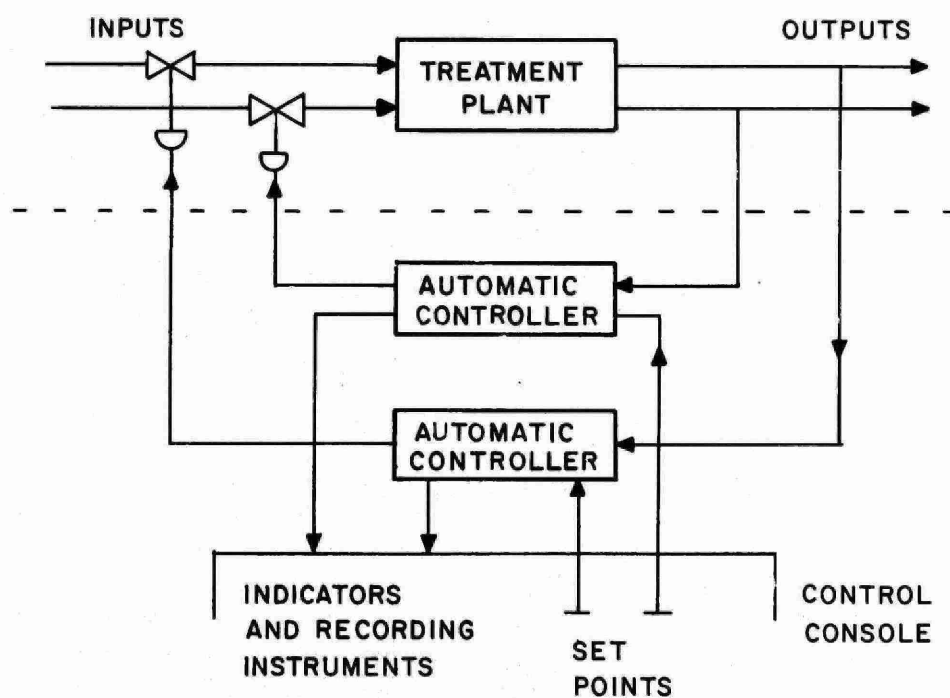 INPUTS
OUTPUTS
TREATMENT
PLANT
AUTOMATIC
CONTROLLER
AUTOMATIC
CONTROLLER
INDICATORS
AND RECORDING
INSTRUMENTS
SET
POINTS
CONTROL
CONSOLE